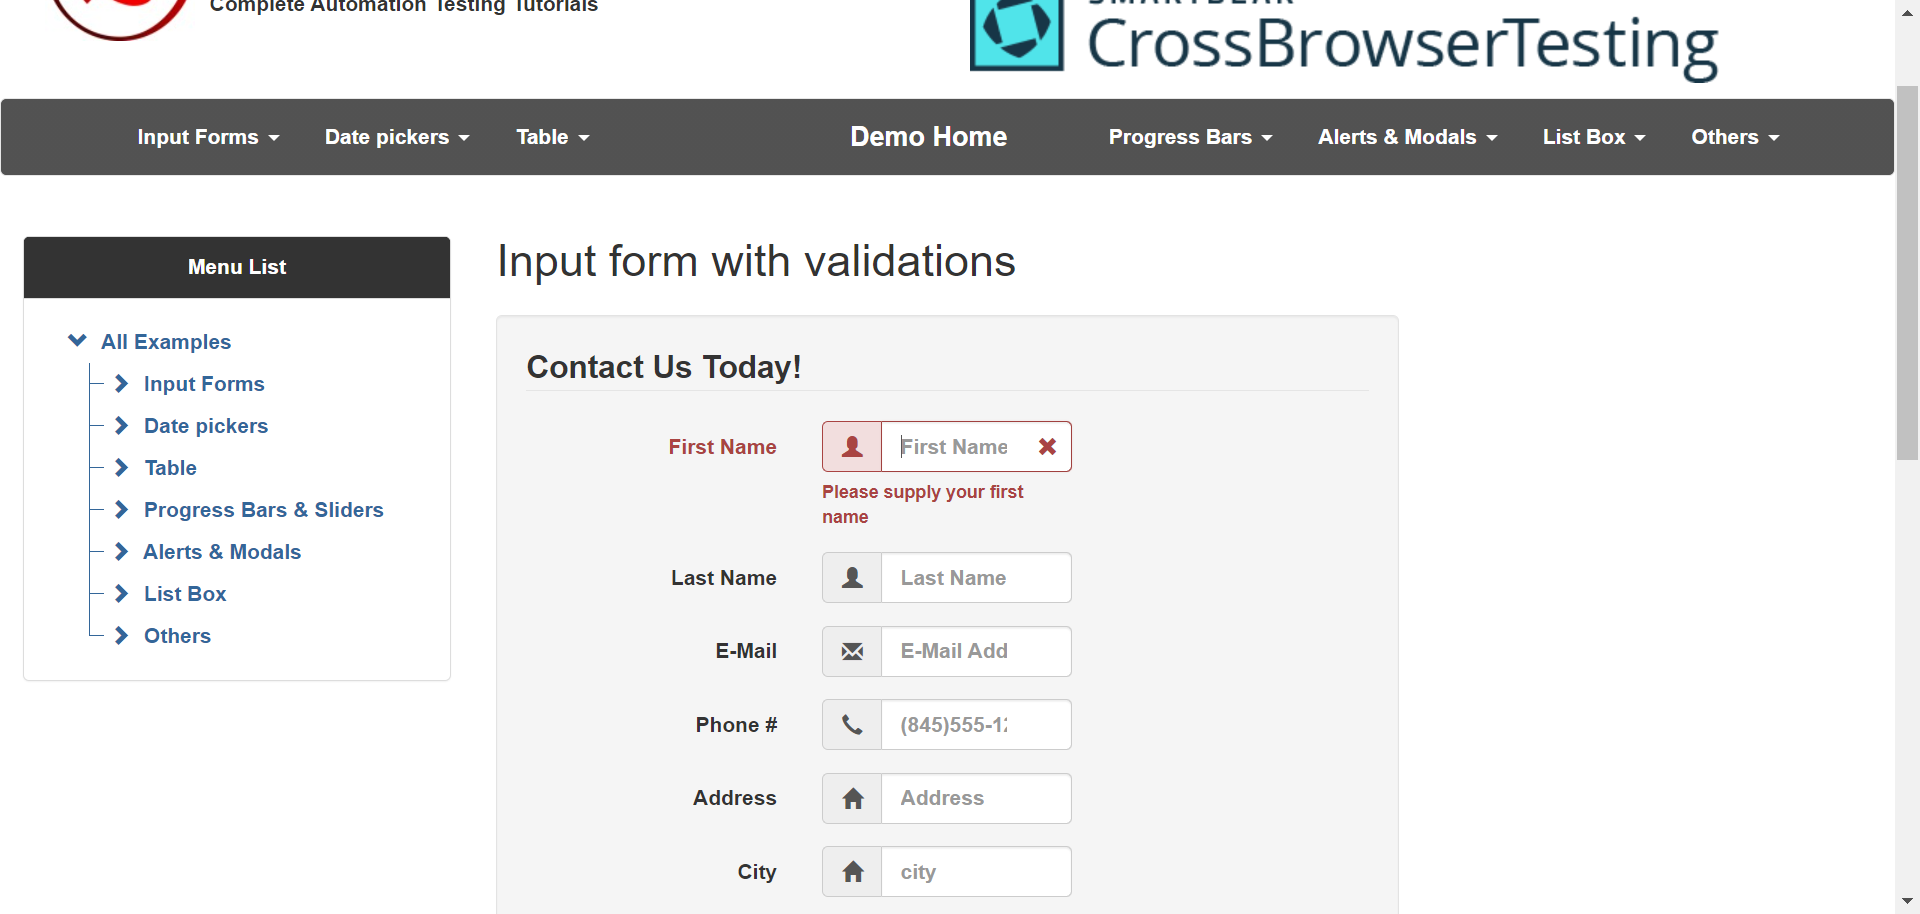 Complete Automation Testing Tutorials
SMARTBEAR
CrossBrowserTesting
Input Forms
Date pickers
Table
Demo Home
Progress Bars
Alerts & Modals
List Box
Others
Menu List
All Examples
Input Forms
Date pickers
Table
Progress Bars & Sliders
Alerts & Modals
List Box
Others
Input form with validations
Contact Us Today!
First Name
First Name
Please supply your first
name
Last Name
Last Name
E-Mail
E-Mail Add
Phone #
(845)555-12
Address
Address
City
city